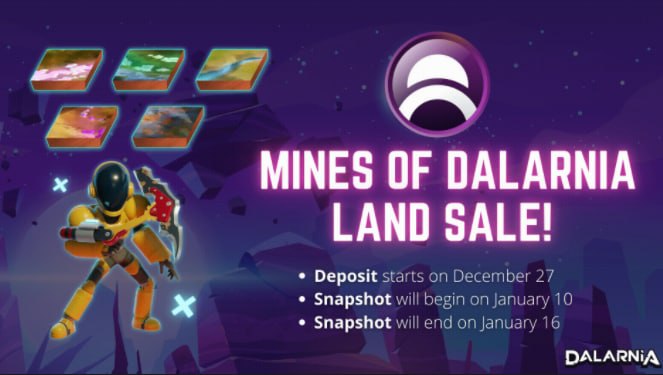 MINES OF DALARNIA
LAND SALE!
• Deposit starts on December 27
• Snapshot will begin on January 10
• Snapshot will end on January 16
DALARNiA